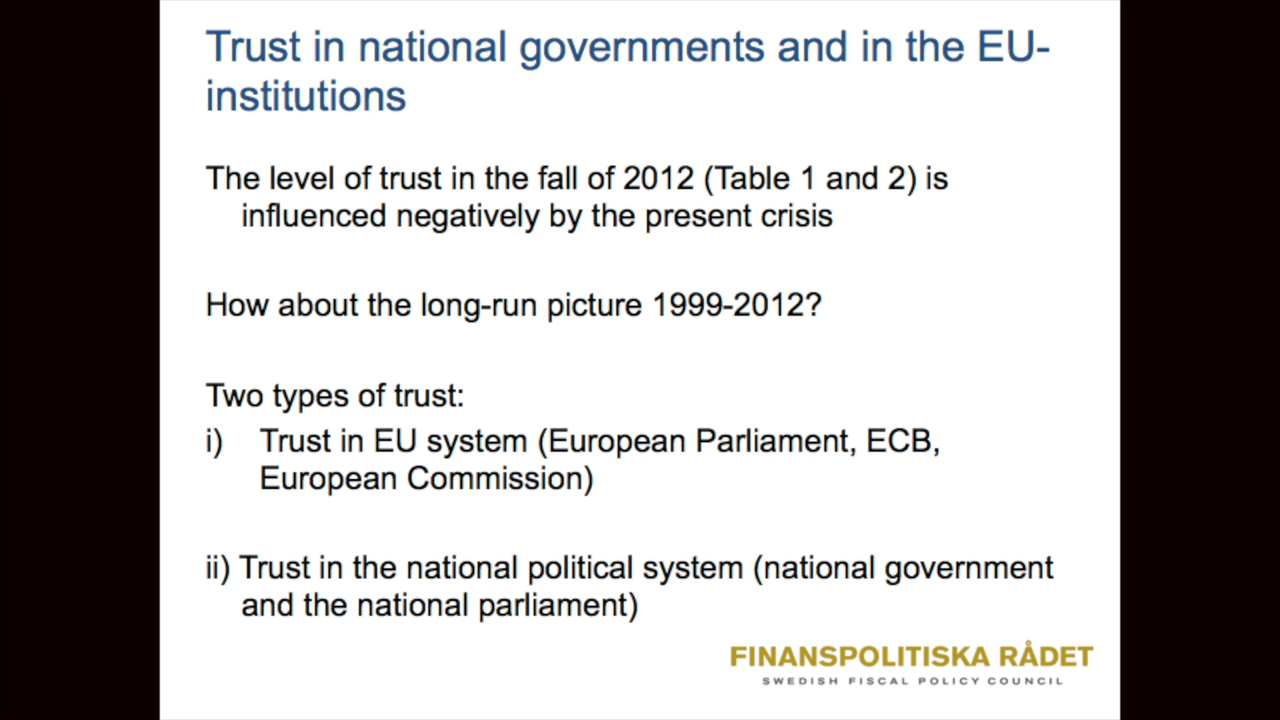 Trust in national governments and in the EU-
institutions
The level of trust in the fall of 2012 (Table 1 and 2) is
influenced negatively by the present crisis
How about the long-run picture 1999-2012?
Two types of trust:
i) Trust in EU system (European Parliament, ECB,
European Commission)
ii) Trust in the national political system (national government
and the national parliament)
FINANSPOLITISKA RÅDET
SWEDISH FISCAL POLICY COUNCIL